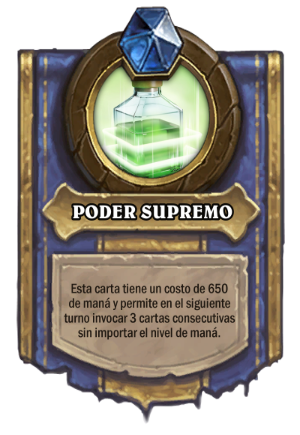 PODER SUPREMO
Esta carta tiene un costo de 650
de maná y permite en el siguiente
turno invocar 3 cartas consecutivas
sin importar el nivel de maná.